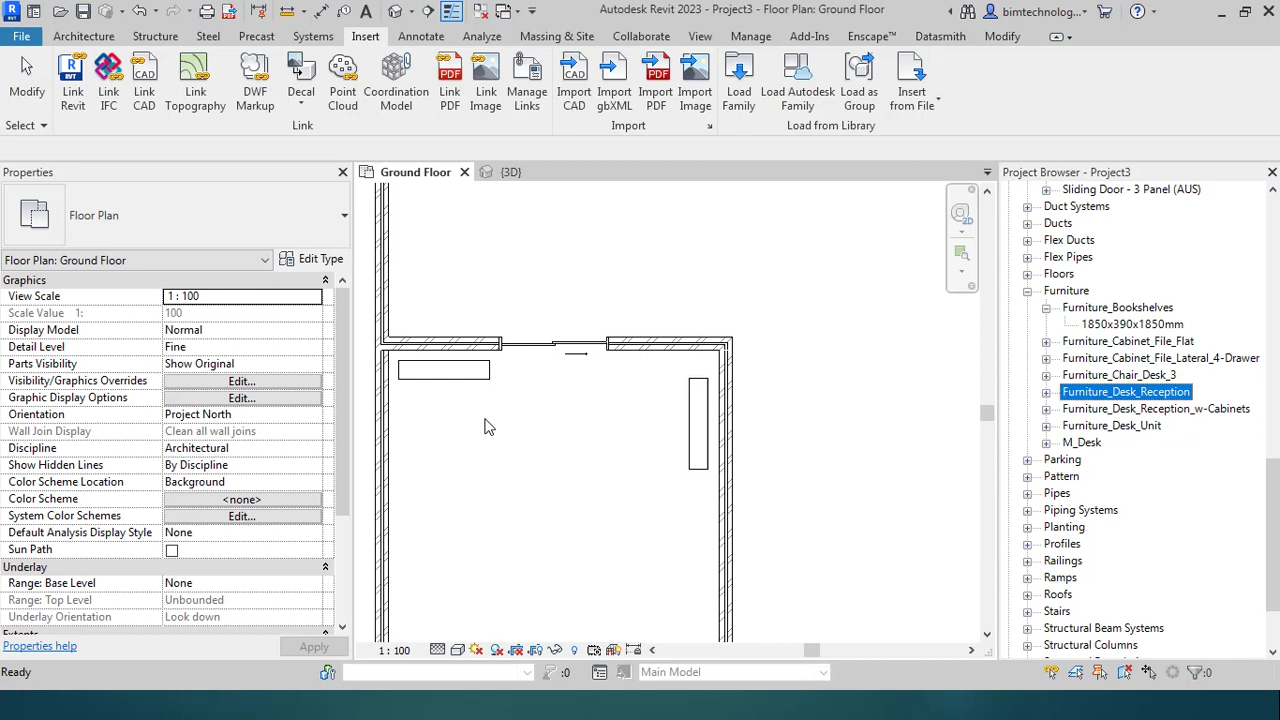 Autodesk Revit 2023 - Project3 - Floor Plan: Ground Floor
bimtechnolog...
File Architecture Structure Steel Precast Systems Insert Annotate Analyze Massing & Site Collaborate View Manage Add-Ins Enscape™ Datasmith Modify
Modify
Link Revit
Link IFC
Link CAD
Link Topography
DWF Markup
Decal
Point Cloud
Coordination Model
Link PDF
Link Image
Manage Links
Import CAD
Import gbXML
Import PDF
Import Image
Load Family
Load Autodesk Family
Load as Group
Insert from File
Select
Link
Import
Load from Library
Properties
Ground Floor
{3D}
Project Browser - Project3
Floor Plan
Floor Plan: Ground Floor
Edit Type
Graphics
View Scale 1 : 100
Scale Value 1: 100
Display Model Normal
Detail Level Fine
Parts Visibility Show Original
Visibility/Graphics Overrides Edit...
Graphic Display Options Edit...
Orientation Project North
Wall Join Display Clean all wall joins
Discipline Architectural
Show Hidden Lines By Discipline
Color Scheme Location Background
Color Scheme <none>
System Color Schemes Edit...
Default Analysis Display Style None
Sun Path
Underlay
Range: Base Level None
Range: Top Level Unbounded
Underlay Orientation Look down
Extents
Properties help
Apply
2D
Sliding Door - 3 Panel (AUS)
Duct Systems
Ducts
Flex Ducts
Flex Pipes
Floors
Furniture
Furniture_Bookshelves
1850x390x1850mm
Furniture_Cabinet_File_Flat
Furniture_Cabinet_File_Lateral_4-Drawer
Furniture_Chair_Desk_3
Furniture_Desk_Reception
Furniture_Desk_Reception_w-Cabinets
Furniture_Desk_Unit
M_Desk
Parking
Pattern
Pipes
Piping Systems
Planting
Profiles
Railings
Ramps
Roofs
Stairs
Structural Beam Systems
Structural Columns
1 : 100
Ready
:0
Main Model
:0